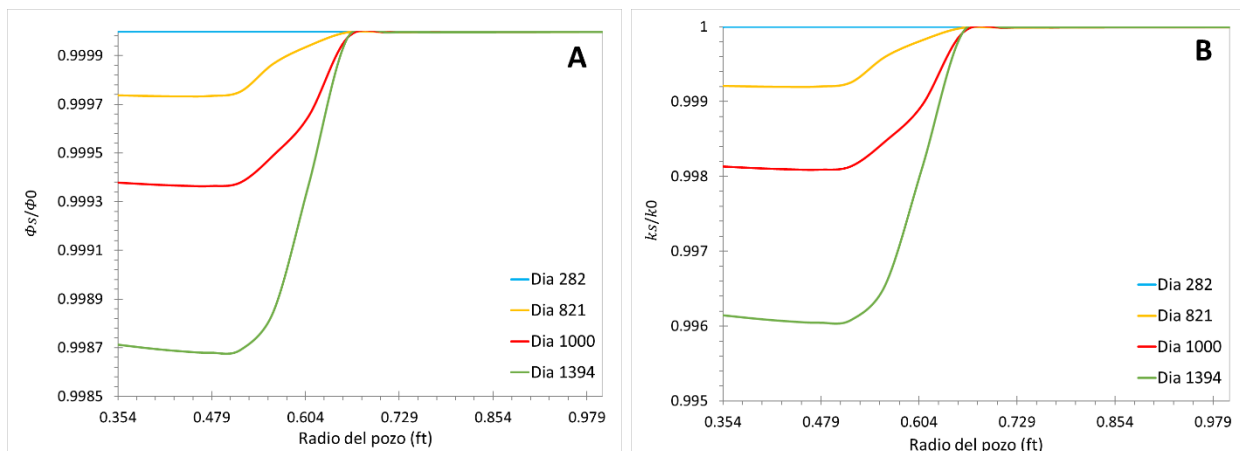 A
0.9999
0.9997
0.9995
0.9993
0.9991
0.9989
0.9987
0.9985
Φs/Φ0
0.354
0.479
0.604
0.729
0.854
0.979
Radio del pozo (ft)
Dia 282
Dia 821
Dia 1000
Dia 1394
B
1
0.999
0.998
0.997
0.996
0.995
ks/k0
0.354
0.479
0.604
0.729
0.854
0.979
Radio del pozo (ft)
Dia 282
Dia 821
Dia 1000
Dia 1394